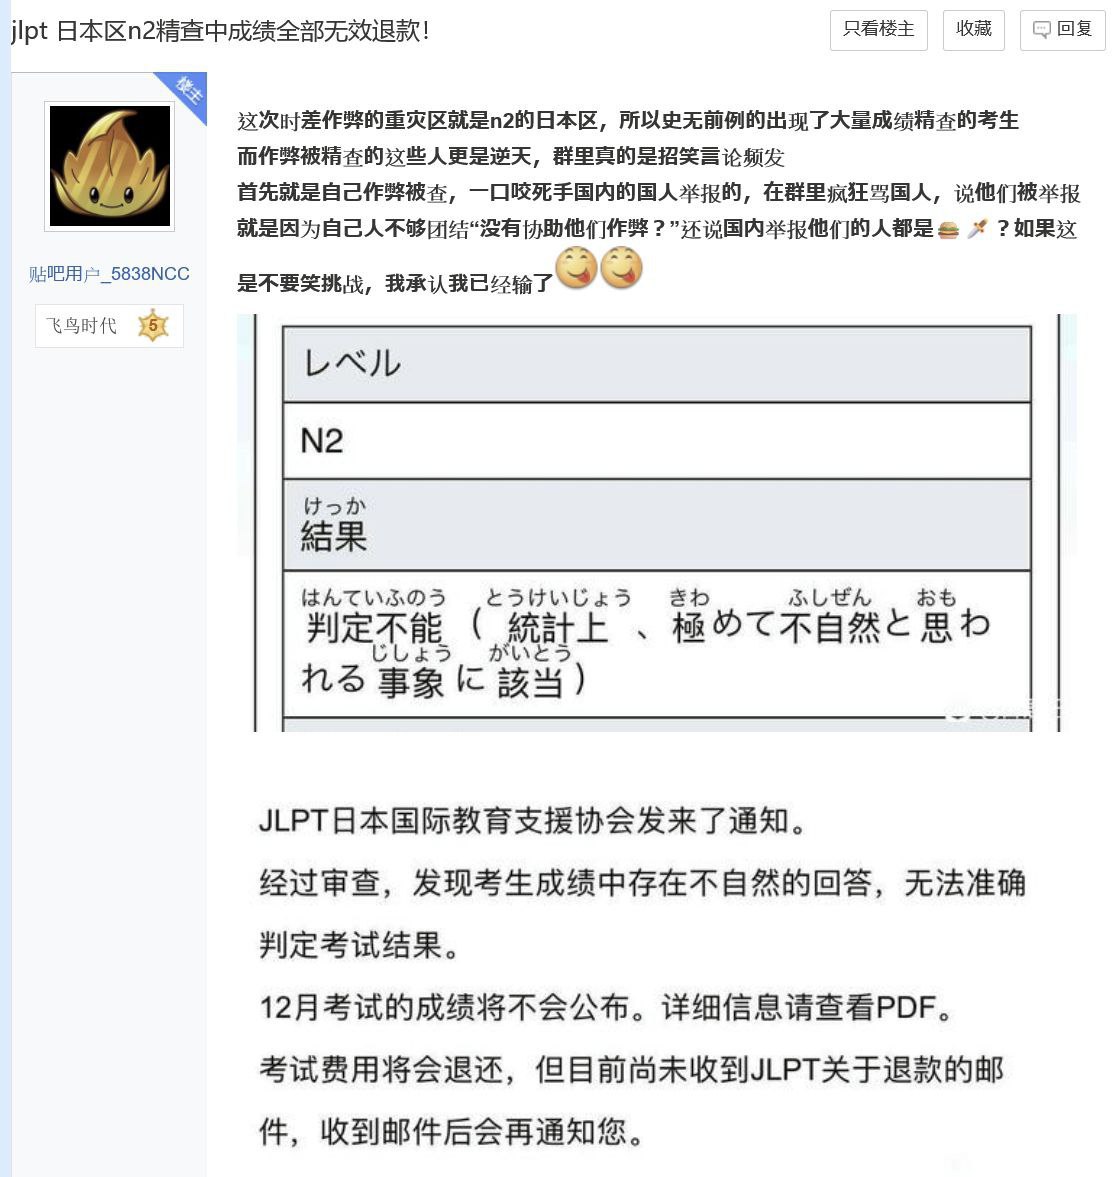 jlpt 日本区n2精查中成绩全部无效退款！
只看楼主
收藏
回复
楼主
这次时差作弊的重灾区就是n2的日本区，所以史无前例的出现了大量成绩精查的考生
而作弊被精查的这些人更是逆天，群里真的是招笑言论频发
首先就是自己作弊被查，一口咬死手国内的国人举报的，在群里疯狂骂国人，说他们被举报
就是因为自己人不够团结“没有协助他们作弊？”还说国内举报他们的人都是🍔🍢？如果这
是不要笑挑战，我承认我已经输了
贴吧用户_5838NCC
飞鸟时代 5
レベル
N2
けっか
結果
はんていふのう とうけいじょう きわ ふしぜん おも
判定不能（統計上、極めて不自然と思わ
じしょう がいとう
れる事象に該当）
JLPT日本国际教育支援协会发来了通知。
经过审查，发现考生成绩中存在不自然的回答，无法准确
判定考试结果。
12月考试的成绩将不会公布。详细信息请查看PDF。
考试费用将会退还，但目前尚未收到JLPT关于退款的邮
件，收到邮件后会再通知您。